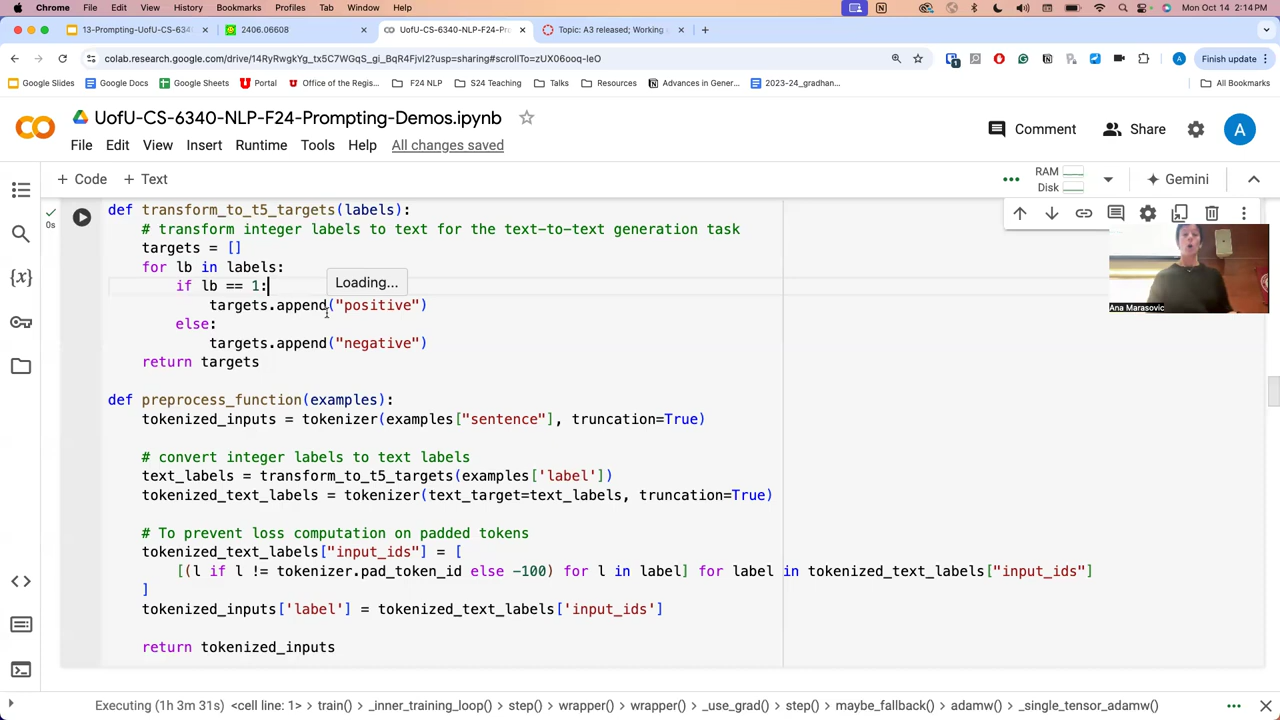 Chrome File Edit View History Bookmarks Profiles Tab Window Help Mon Oct 14 2:14 PM
13-Prompting-UofU-CS-6340- 2406.06608 UofU-CS-6340-NLP-F24-Pro Topic: A3 released; Working
colab.research.google.com/drive/14RyRwgkYs_tx5C7WGqS_gi_BqR4FjvI2?usp=sharing#scrollTo=zUX06ooq-IeO Finish update
Google Slides Google Docs Google Sheets Portal Office of the Regi... F24 NLP S24 Teaching Talks Resources Advances in Gener... 2023-24_gradhan... All Bookmarks
UofU-CS-6340-NLP-F24-Prompting-Demos.ipynb
Comment Share A
File Edit View Insert Runtime Tools Help All changes saved
+ Code + Text RAM Disk Gemini
0s
def transform_to_t5_targets(labels):
# transform integer labels to text for the text-to-text generation task
targets = []
for lb in labels:
if lb == 1:
Loading...
targets.append("positive")
else:
targets.append("negative")
return targets
Ana Marasovic
def preprocess_function(examples):
tokenized_inputs = tokenizer(examples["sentence"], truncation=True)
# convert integer labels to text labels
text_labels = transform_to_t5_targets(examples['label'])
tokenized_text_labels = tokenizer(text_target=text_labels, truncation=True)
# To prevent loss computation on padded tokens
tokenized_text_labels["input_ids"] = [
[(l if l != tokenizer.pad_token_id else -100) for l in label] for label in tokenized_text_labels["input_ids"]
]
tokenized_inputs['label'] = tokenized_text_labels['input_ids']
return tokenized_inputs
Executing (1h 3m 31s) <cell line: 1> train() _inner_training_loop() step() wrapper() wrapper() _use_grad() step() maybe_fallback() adamw() _single_tensor_adamw()